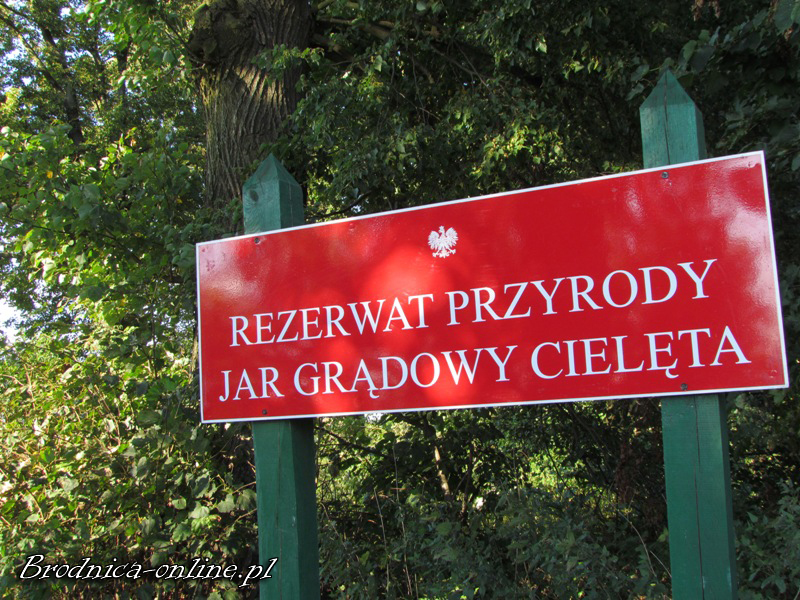 REZERWAT PRZYRODY
JAR GRĄDOWY CIELĘTA
Brodnica-online.pl